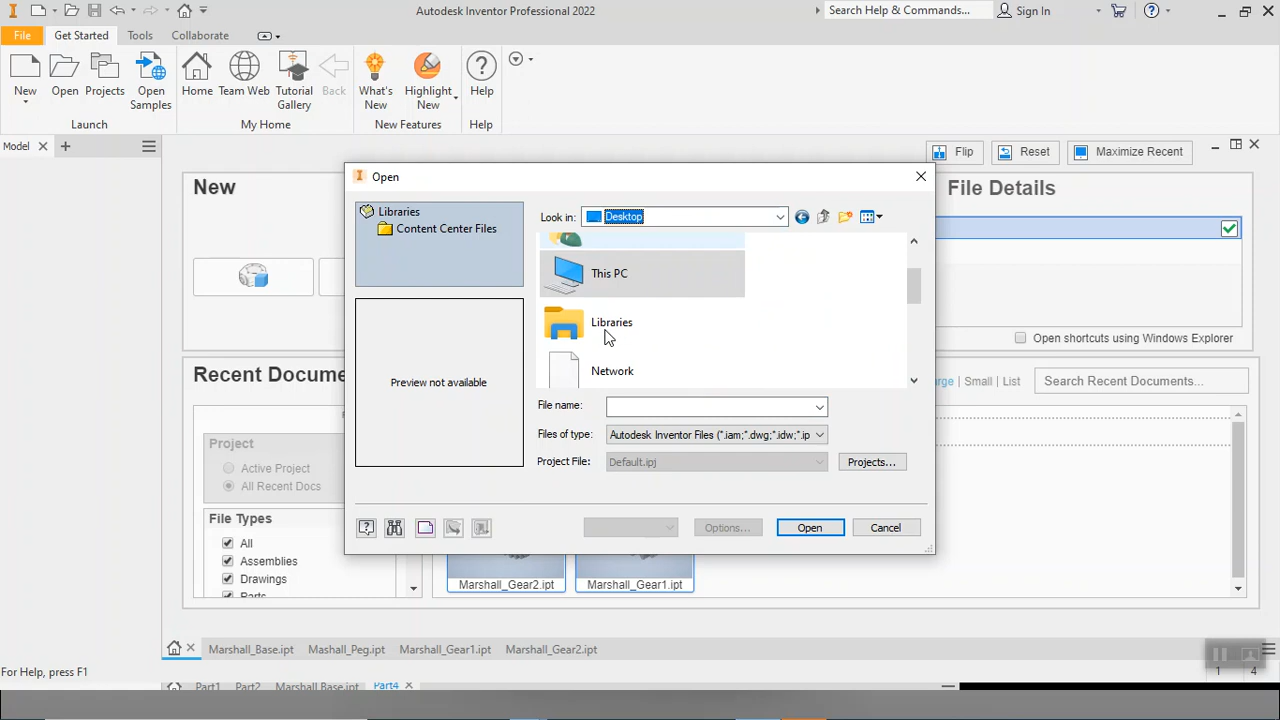 Autodesk Inventor Professional 2022
Search Help & Commands...
Sign In
File
Get Started
Tools
Collaborate
New
Open
Projects
Open Samples
Home
Team Web
Tutorial Gallery
Back
What's New
Highlight New
Help
Launch
My Home
New Features
Help
Model
Flip
Reset
Maximize Recent
New
File Details
Open
Libraries
Content Center Files
Look in:
Desktop
This PC
Libraries
Network
Preview not available
Open shortcuts using Windows Explorer
Recent Docume
Small
List
Search Recent Documents...
File name:
Files of type:
Autodesk Inventor Files (*.iam;*.dwg;*.idw;*.ip
Project File:
Default.ipj
Projects...
Options...
Open
Cancel
Project
Active Project
All Recent Docs
File Types
All
Assemblies
Drawings
Parts
Marshall_Gear2.ipt
Marshall_Gear1.ipt
Marshall_Base.ipt
Mashall_Peg.ipt
Marshall_Gear1.ipt
Marshall_Gear2.ipt
For Help, press F1
1
4
Part1
Part2
Marshall Base.ipt
Part4